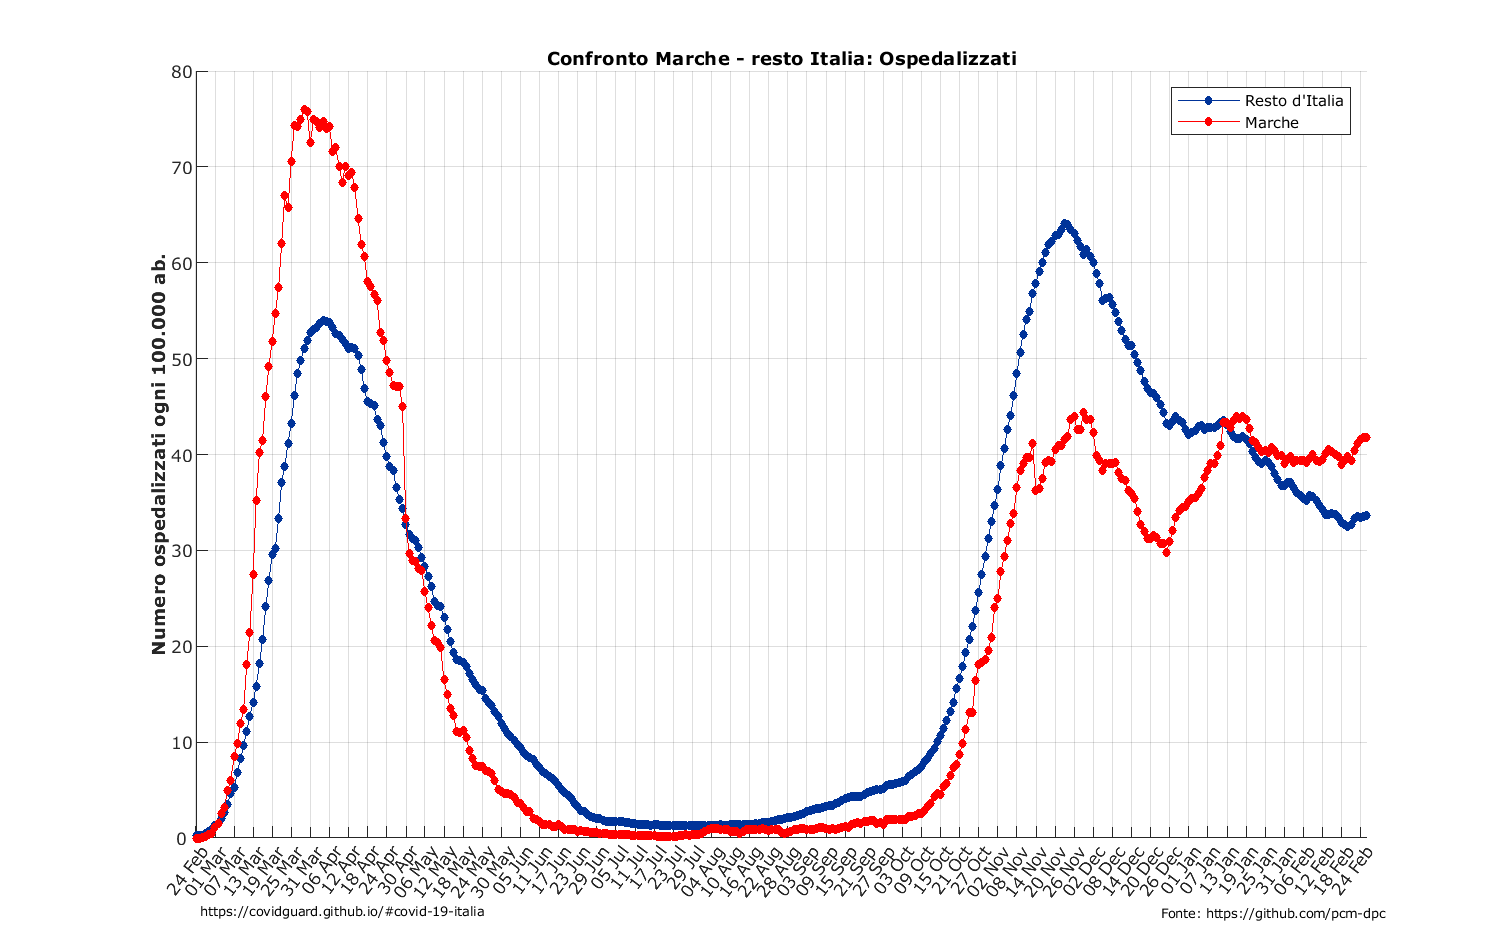 Confronto Marche - resto Italia: Ospedalizzati
Resto d'Italia
Marche
Numero ospedalizzati ogni 100.000 ab.
80
70
60
50
40
30
20
10
0
24 Feb
01 Mar
07 Mar
13 Mar
19 Mar
25 Mar
31 Mar
06 Apr
12 Apr
18 Apr
24 Apr
30 Apr
06 May
12 May
18 May
24 May
30 May
05 Jun
11 Jun
17 Jun
23 Jun
29 Jun
05 Jul
11 Jul
17 Jul
23 Jul
29 Jul
04 Aug
10 Aug
16 Aug
22 Aug
28 Aug
03 Sep
09 Sep
15 Sep
21 Sep
27 Sep
03 Oct
09 Oct
15 Oct
21 Oct
27 Oct
02 Nov
08 Nov
14 Nov
20 Nov
26 Nov
02 Dec
08 Dec
14 Dec
20 Dec
26 Dec
01 Jan
07 Jan
13 Jan
19 Jan
25 Jan
31 Jan
06 Feb
12 Feb
18 Feb
24 Feb
https://covidguard.github.io/#covid-19-italia
Fonte: https://github.com/pcm-dpc